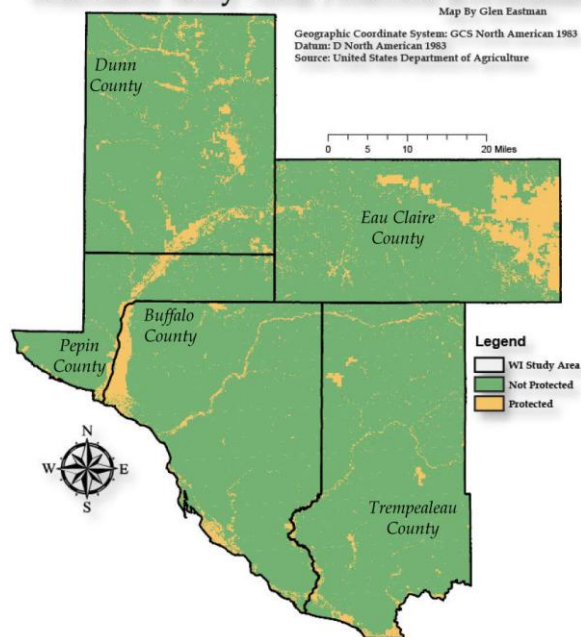 Map By Glen Eastman
Geographic Coordinate System: GCS North American 1983
Datum: D North American 1983
Source: United States Department of Agriculture
Dunn
County
0 5 10 20 Miles
Eau Claire
County
Buffalo
County
Pepin
County
Legend
WI Study Area
Not Protected
Protected
N
W E
S
Trempealeau
County